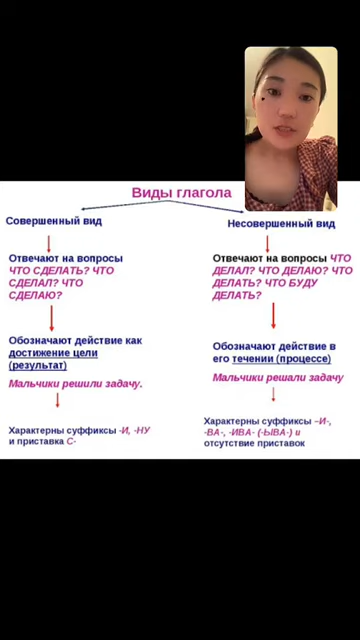 Виды глагола
Совершенный вид
Отвечают на вопросы
ЧТО СДЕЛАТЬ? ЧТО
СДЕЛАЛ? ЧТО
СДЕЛАЮ?
Обозначают действие как
достижение цели
(результат)
Мальчики решили задачу.
Характерны суффиксы -И, -НУ
и приставка С-
Несовершенный вид
Отвечают на вопросы ЧТО
ДЕЛАЛ? ЧТО ДЕЛАЮ? ЧТО
ДЕЛАТЬ? ЧТО БУДУ
ДЕЛАТЬ?
Обозначают действие в
его течении (процессе)
Мальчики решали задачу
Характерны суффиксы –И-,
-ВА-, -ИВА- (-ЫВА-) и
отсутствие приставок